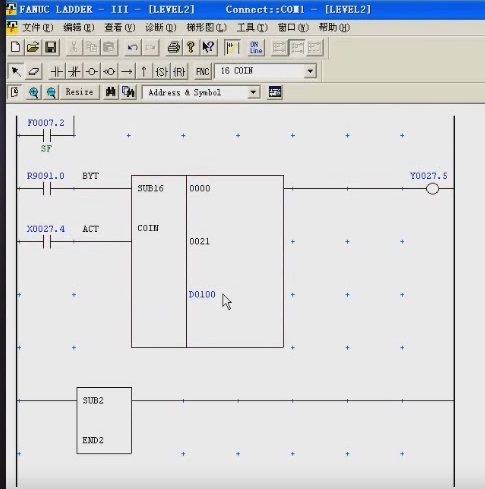 FANUC LADDER - III - [LEVEL2] Connect::COM1 - [LEVEL2]
文件(F) 编辑(E) 查看(V) 诊断(D) 梯形图(L) 工具(T) 窗口(W) 帮助(H)
ON Line
(S) (R) FNC 16 COIN
Resize Address & Symbol
F0007.2
SF
R9091.0 BYT SUB16 0000 Y0027.5
X0027.4 ACT COIN 0021
D0100
SUB2
END2